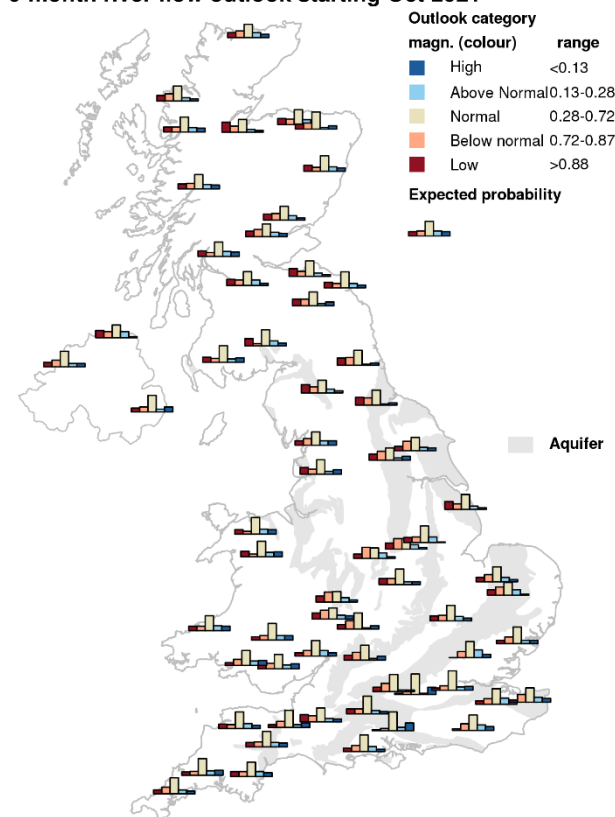 Outlook category
magn. (colour) range
High <0.13
Above Normal 0.13-0.28
Normal 0.28-0.72
Below normal 0.72-0.87
Low >0.88
Expected probability
Aquifer